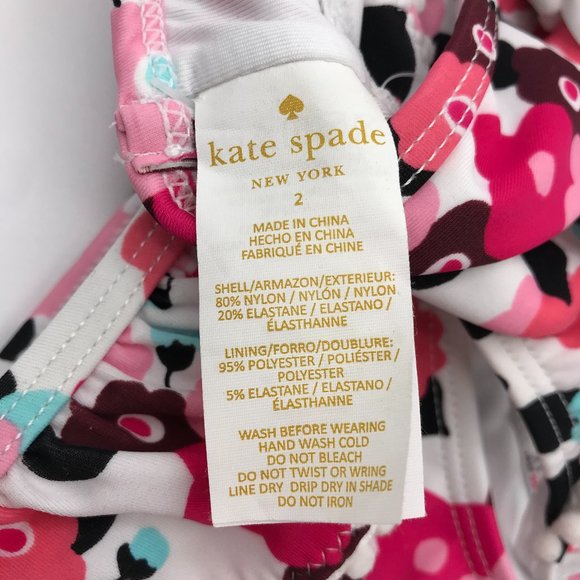 kate spade
NEW YORK
2
MADE IN CHINA
HECHO EN CHINA
FABRIQUÉ EN CHINE
SHELL/ARMAZON/EXTERIEUR:
80% NYLON / NYLÓN / NYLON
20% ELASTANE / ELASTANO /
ÉLASTHANNE
LINING/FORRO/DOUBLURE:
95% POLYESTER / POLIÉSTER /
POLYESTER
5% ELASTANE / ELASTANO /
ÉLASTHANNE
WASH BEFORE WEARING
HAND WASH COLD
DO NOT BLEACH
DO NOT TWIST OR WRING
LINE DRY DRIP DRY IN SHADE
DO NOT IRON